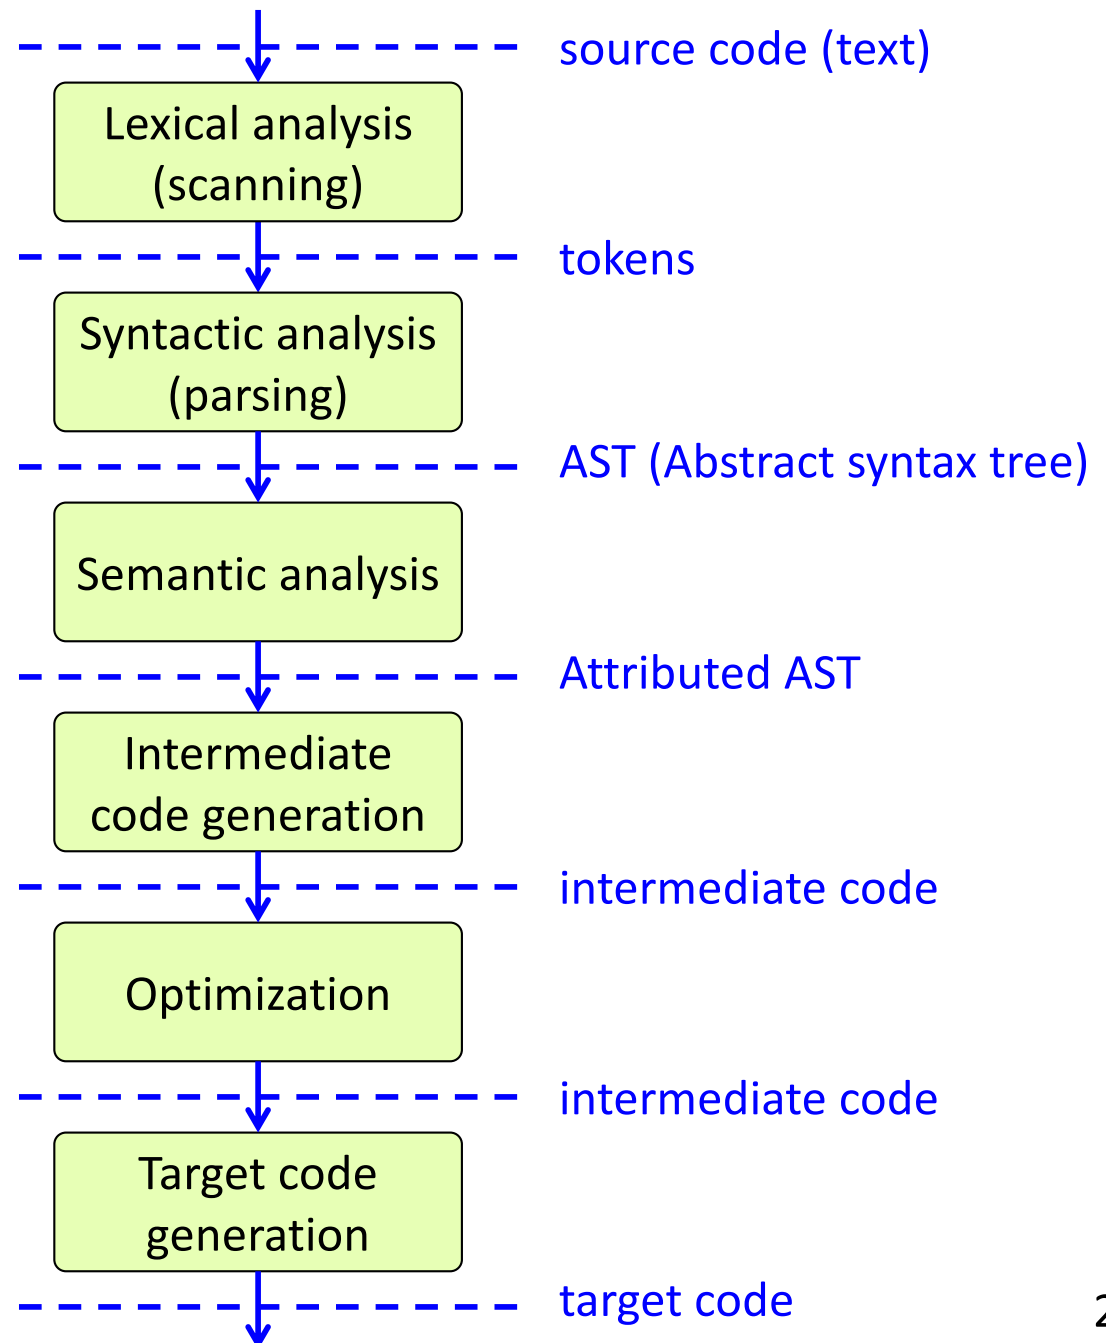 source code (text)
Lexical analysis
(scanning)
tokens
Syntactic analysis
(parsing)
AST (Abstract syntax tree)
Semantic analysis
Attributed AST
Intermediate
code generation
intermediate code
Optimization
intermediate code
Target code
generation
target code
2